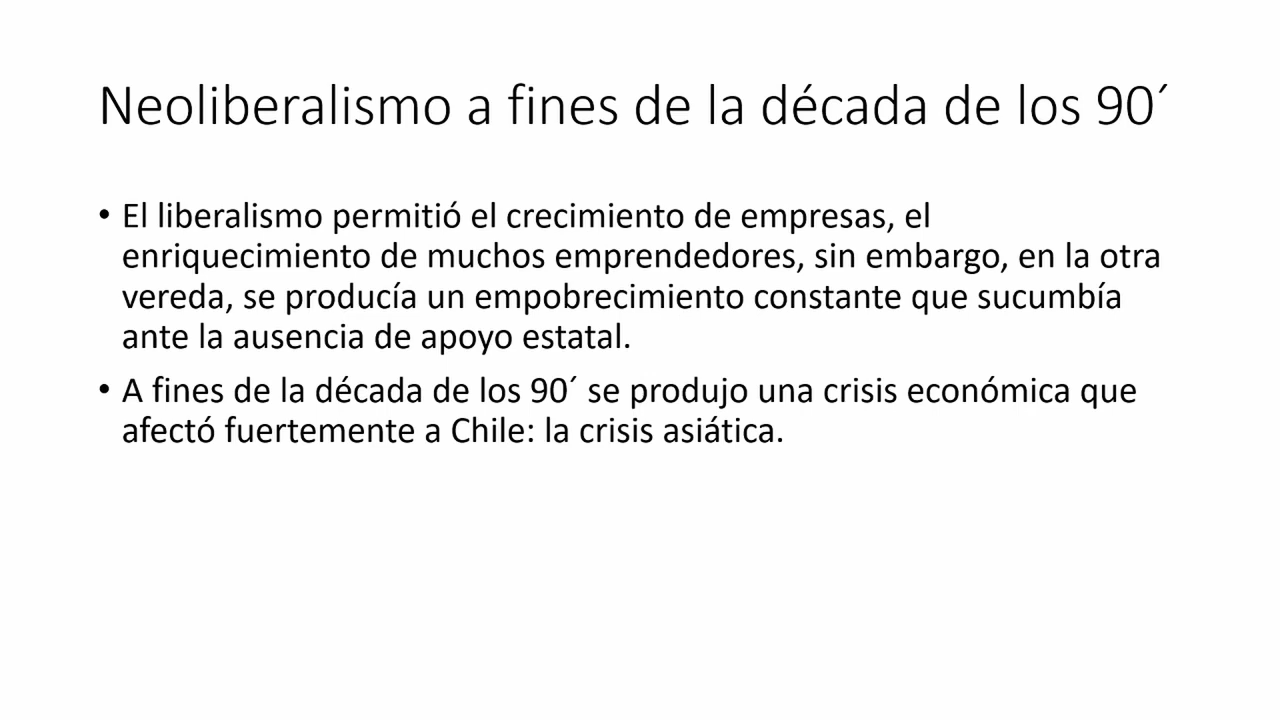 Neoliberalismo a fines de la década de los 90´
• El liberalismo permitió el crecimiento de empresas, el
enriquecimiento de muchos emprendedores, sin embargo, en la otra
vereda, se producía un empobrecimiento constante que sucumbía
ante la ausencia de apoyo estatal.
• A fines de la década de los 90´ se produjo una crisis económica que
afectó fuertemente a Chile: la crisis asiática.